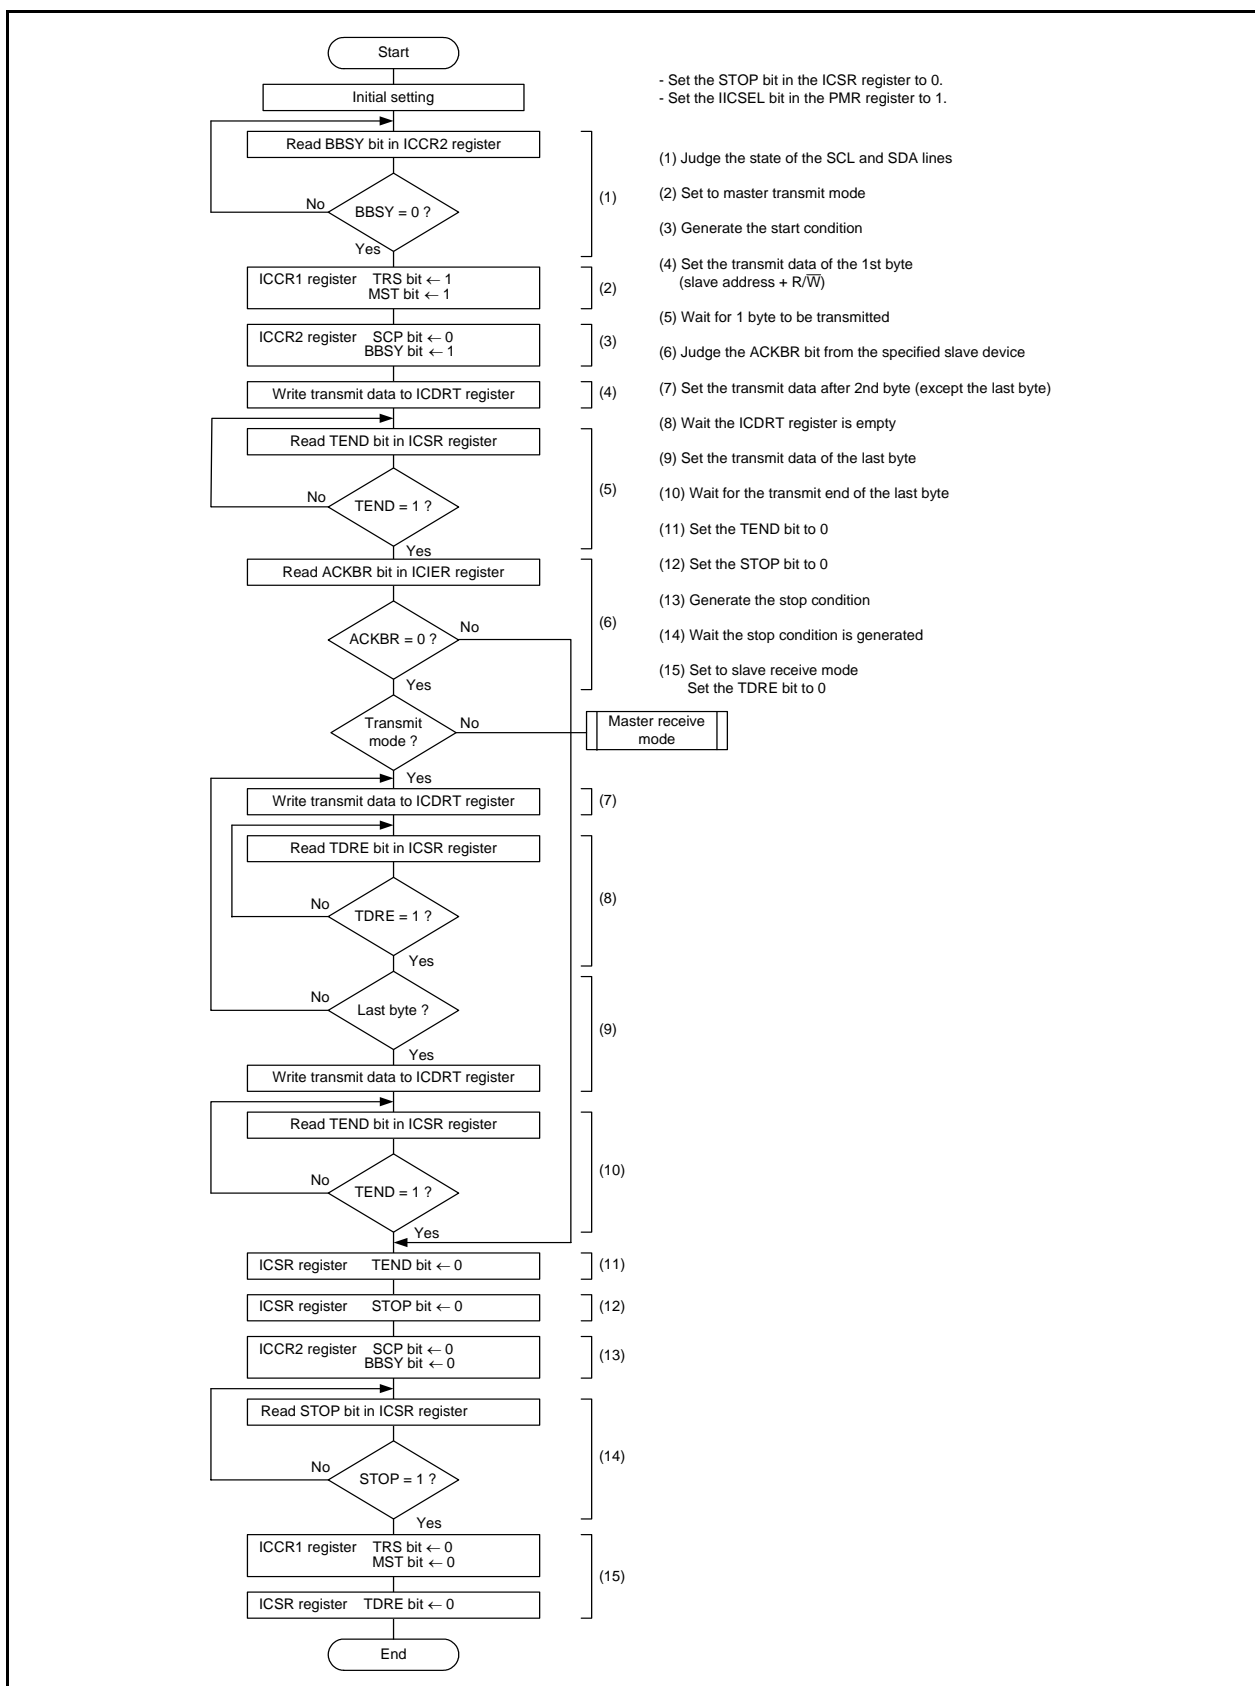 Start
- Set the STOP bit in the ICSR register to 0.
Initial setting
- Set the IICSEL bit in the PMR register to 1.
Read BBSY bit in ICCR2 register
(1) Judge the state of the SCL and SDA lines
(2) Set to master transmit mode
No
BBSY = 0 ?
(1)
Yes
(3) Generate the start condition
(4) Set the transmit data of the 1st byte
(slave address + R/W̅)
ICCR1 register TRS bit ← 1
MST bit ← 1
(2)
(5) Wait for 1 byte to be transmitted
ICCR2 register SCP bit ← 0
BBSY bit ← 1
(3)
(6) Judge the ACKBR bit from the specified slave device
Write transmit data to ICDRT register
(4)
(7) Set the transmit data after 2nd byte (except the last byte)
(8) Wait the ICDRT register is empty
Read TEND bit in ICSR register
(9) Set the transmit data of the last byte
No
TEND = 1 ?
(5)
Yes
(10) Wait for the transmit end of the last byte
(11) Set the TEND bit to 0
(12) Set the STOP bit to 0
Read ACKBR bit in ICIER register
(13) Generate the stop condition
ACKBR = 0 ?
No
(6)
Yes
(14) Wait the stop condition is generated
(15) Set to slave receive mode
Set the TDRE bit to 0
Transmit
mode ?
No
Master receive
mode
Yes
Write transmit data to ICDRT register
(7)
Read TDRE bit in ICSR register
No
TDRE = 1 ?
(8)
Yes
No
Last byte ?
(9)
Yes
Write transmit data to ICDRT register
Read TEND bit in ICSR register
No
TEND = 1 ?
(10)
Yes
ICSR register TEND bit ← 0
(11)
ICSR register STOP bit ← 0
(12)
ICCR2 register SCP bit ← 0
BBSY bit ← 0
(13)
Read STOP bit in ICSR register
No
STOP = 1 ?
(14)
Yes
ICCR1 register TRS bit ← 0
MST bit ← 0
(15)
ICSR register TDRE bit ← 0
End